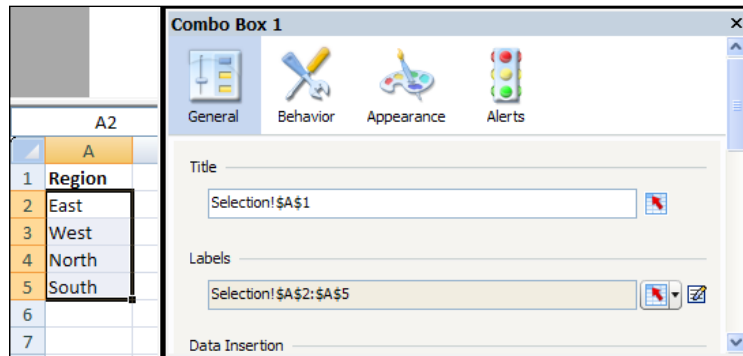 Combo Box 1
General Behavior Appearance Alerts
A2
A
1 Region
2 East
3 West
4 North
5 South
6
7
Title
Selection!$A$1
Labels
Selection!$A$2:$A$5
Data Insertion